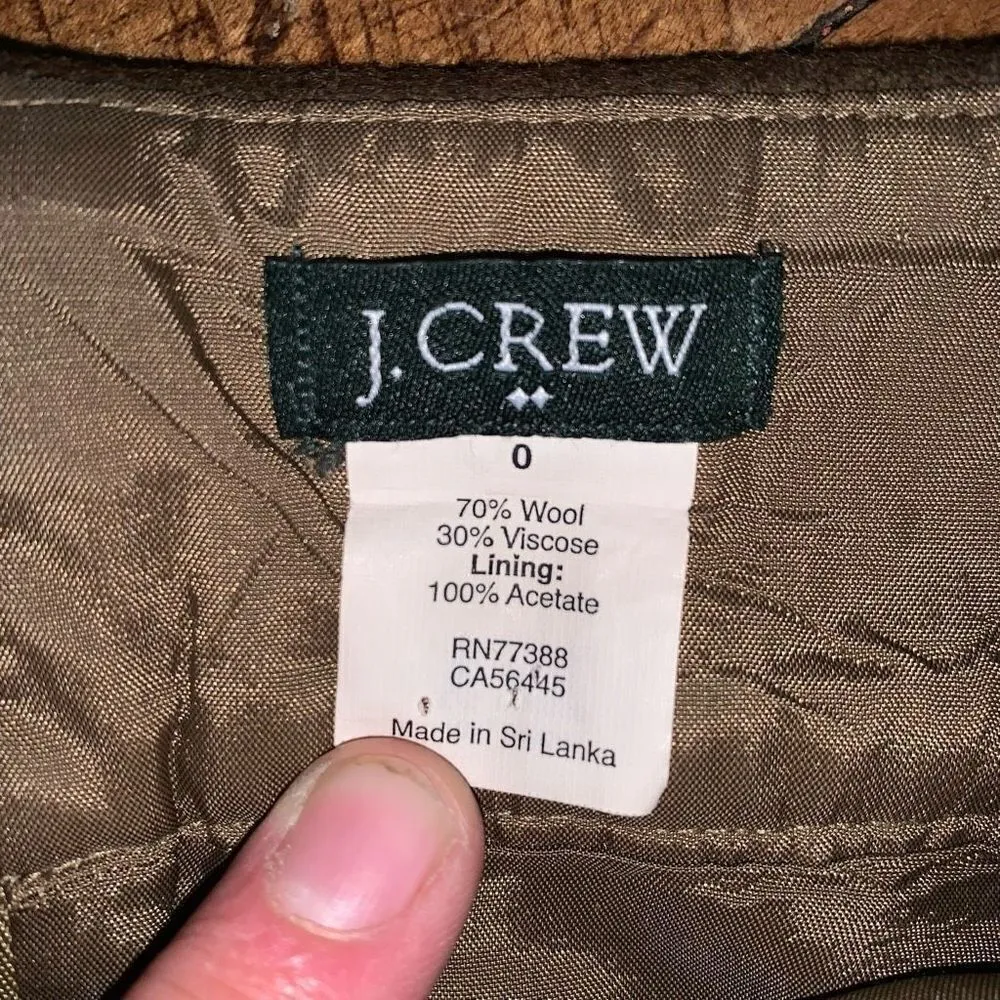 J.CREW
0
70% Wool
30% Viscose
Lining:
100% Acetate
RN77388
CA56445
Made in Sri Lanka